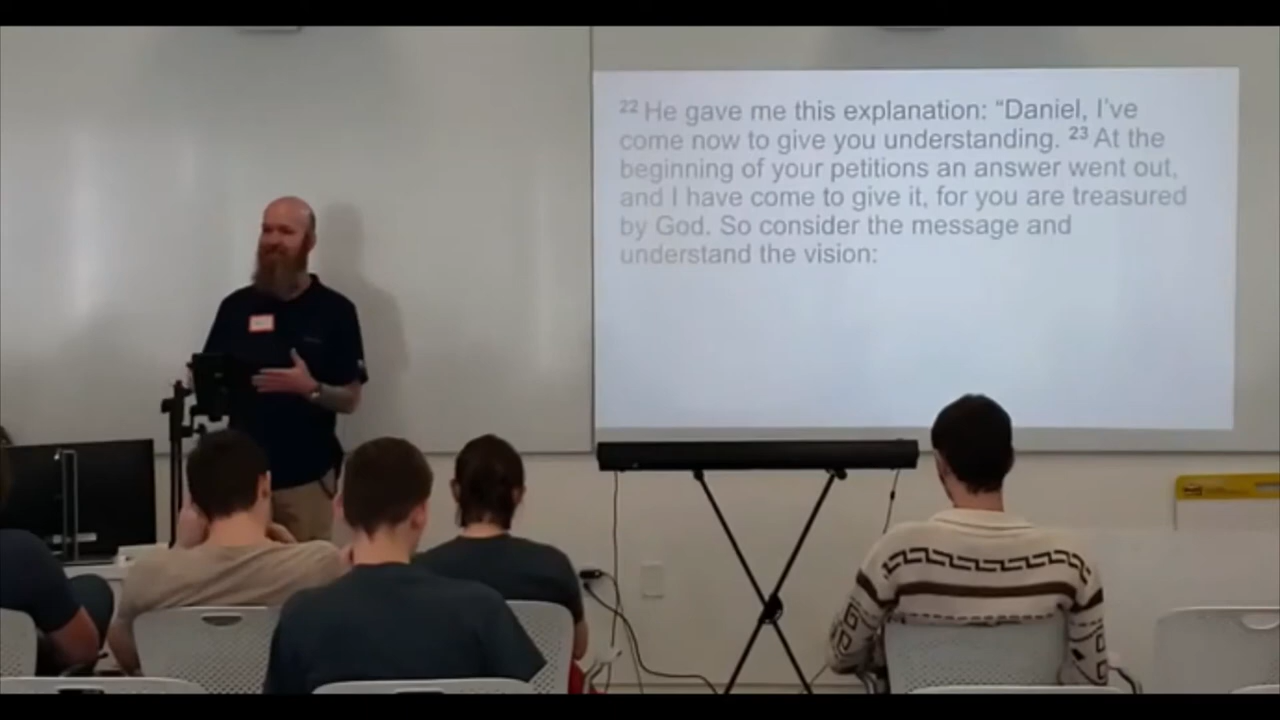 22 He gave me this explanation: “Daniel, I’ve
come now to give you understanding. 23 At the
beginning of your petitions an answer went out,
and I have come to give it, for you are treasured
by God. So consider the message and
understand the vision: